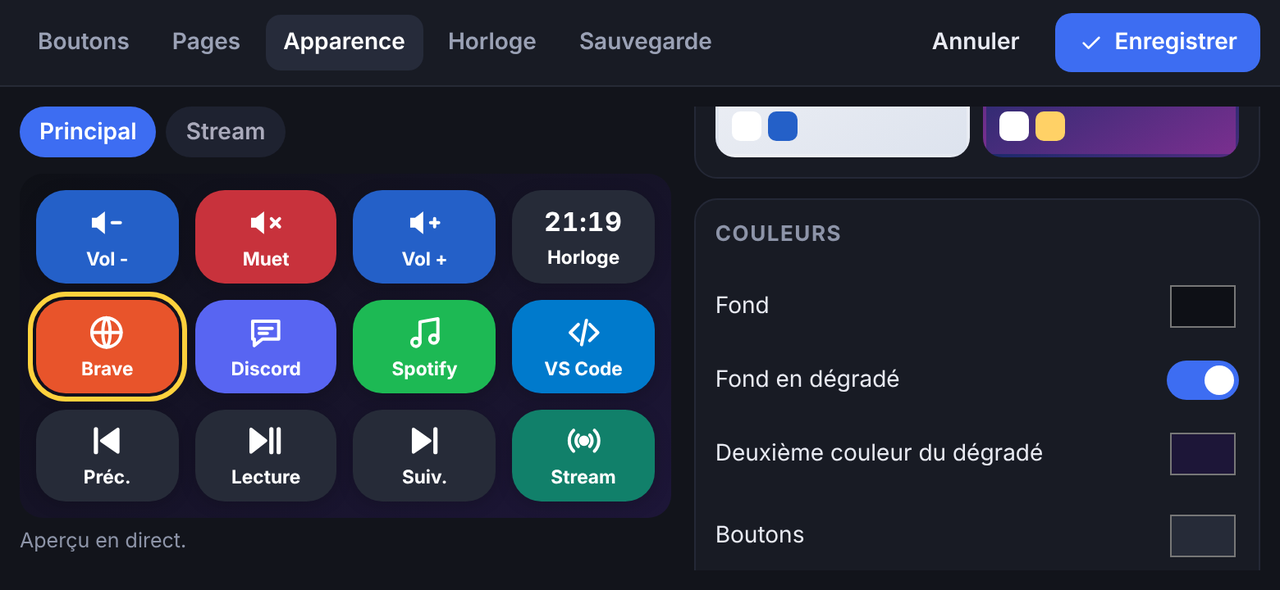 Boutons Pages Apparence Horloge Sauvegarde Annuler Enregistrer
Principal Stream
Vol - Muet Vol + 21:19 Horloge
Brave Discord Spotify VS Code
Préc. Lecture Suiv. Stream
Aperçu en direct.
COULEURS
Fond
Fond en dégradé
Deuxième couleur du dégradé
Boutons